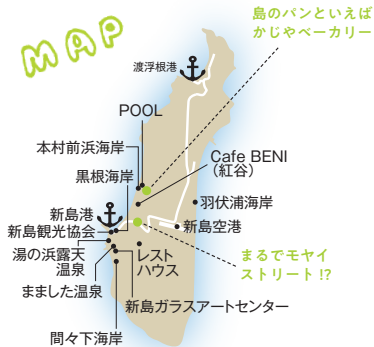 MAP
島のパンといえば
かじやベーカリー
渡浮根港
POOL
本村前浜海岸
Cafe BENI
（紅谷）
黒根海岸
新島港
羽伏浦海岸
新島観光協会
新島空港
湯の浜露天
温泉
レスト
ハウス
まるでモヤイ
ストリート!?
まました温泉
新島ガラスアートセンター
間々下海岸